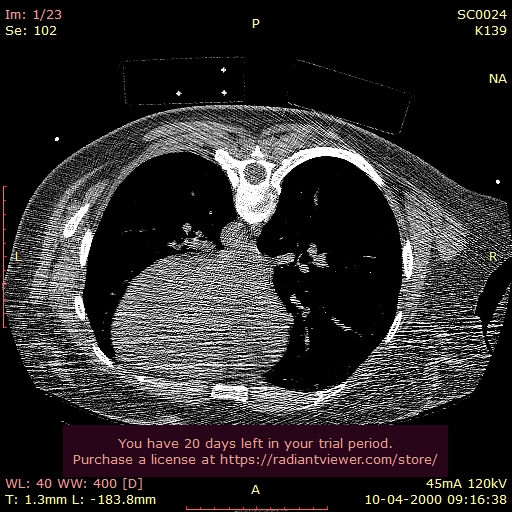 Im: 1/23
Se: 102
P
SC0024
K139
NA
L
R
You have 20 days left in your trial period.
Purchase a license at https://radiantviewer.com/store/
WL: 40 WW: 400 [D]
T: 1.3mm L: -183.8mm
A
45mA 120kV
10-04-2000 09:16:38